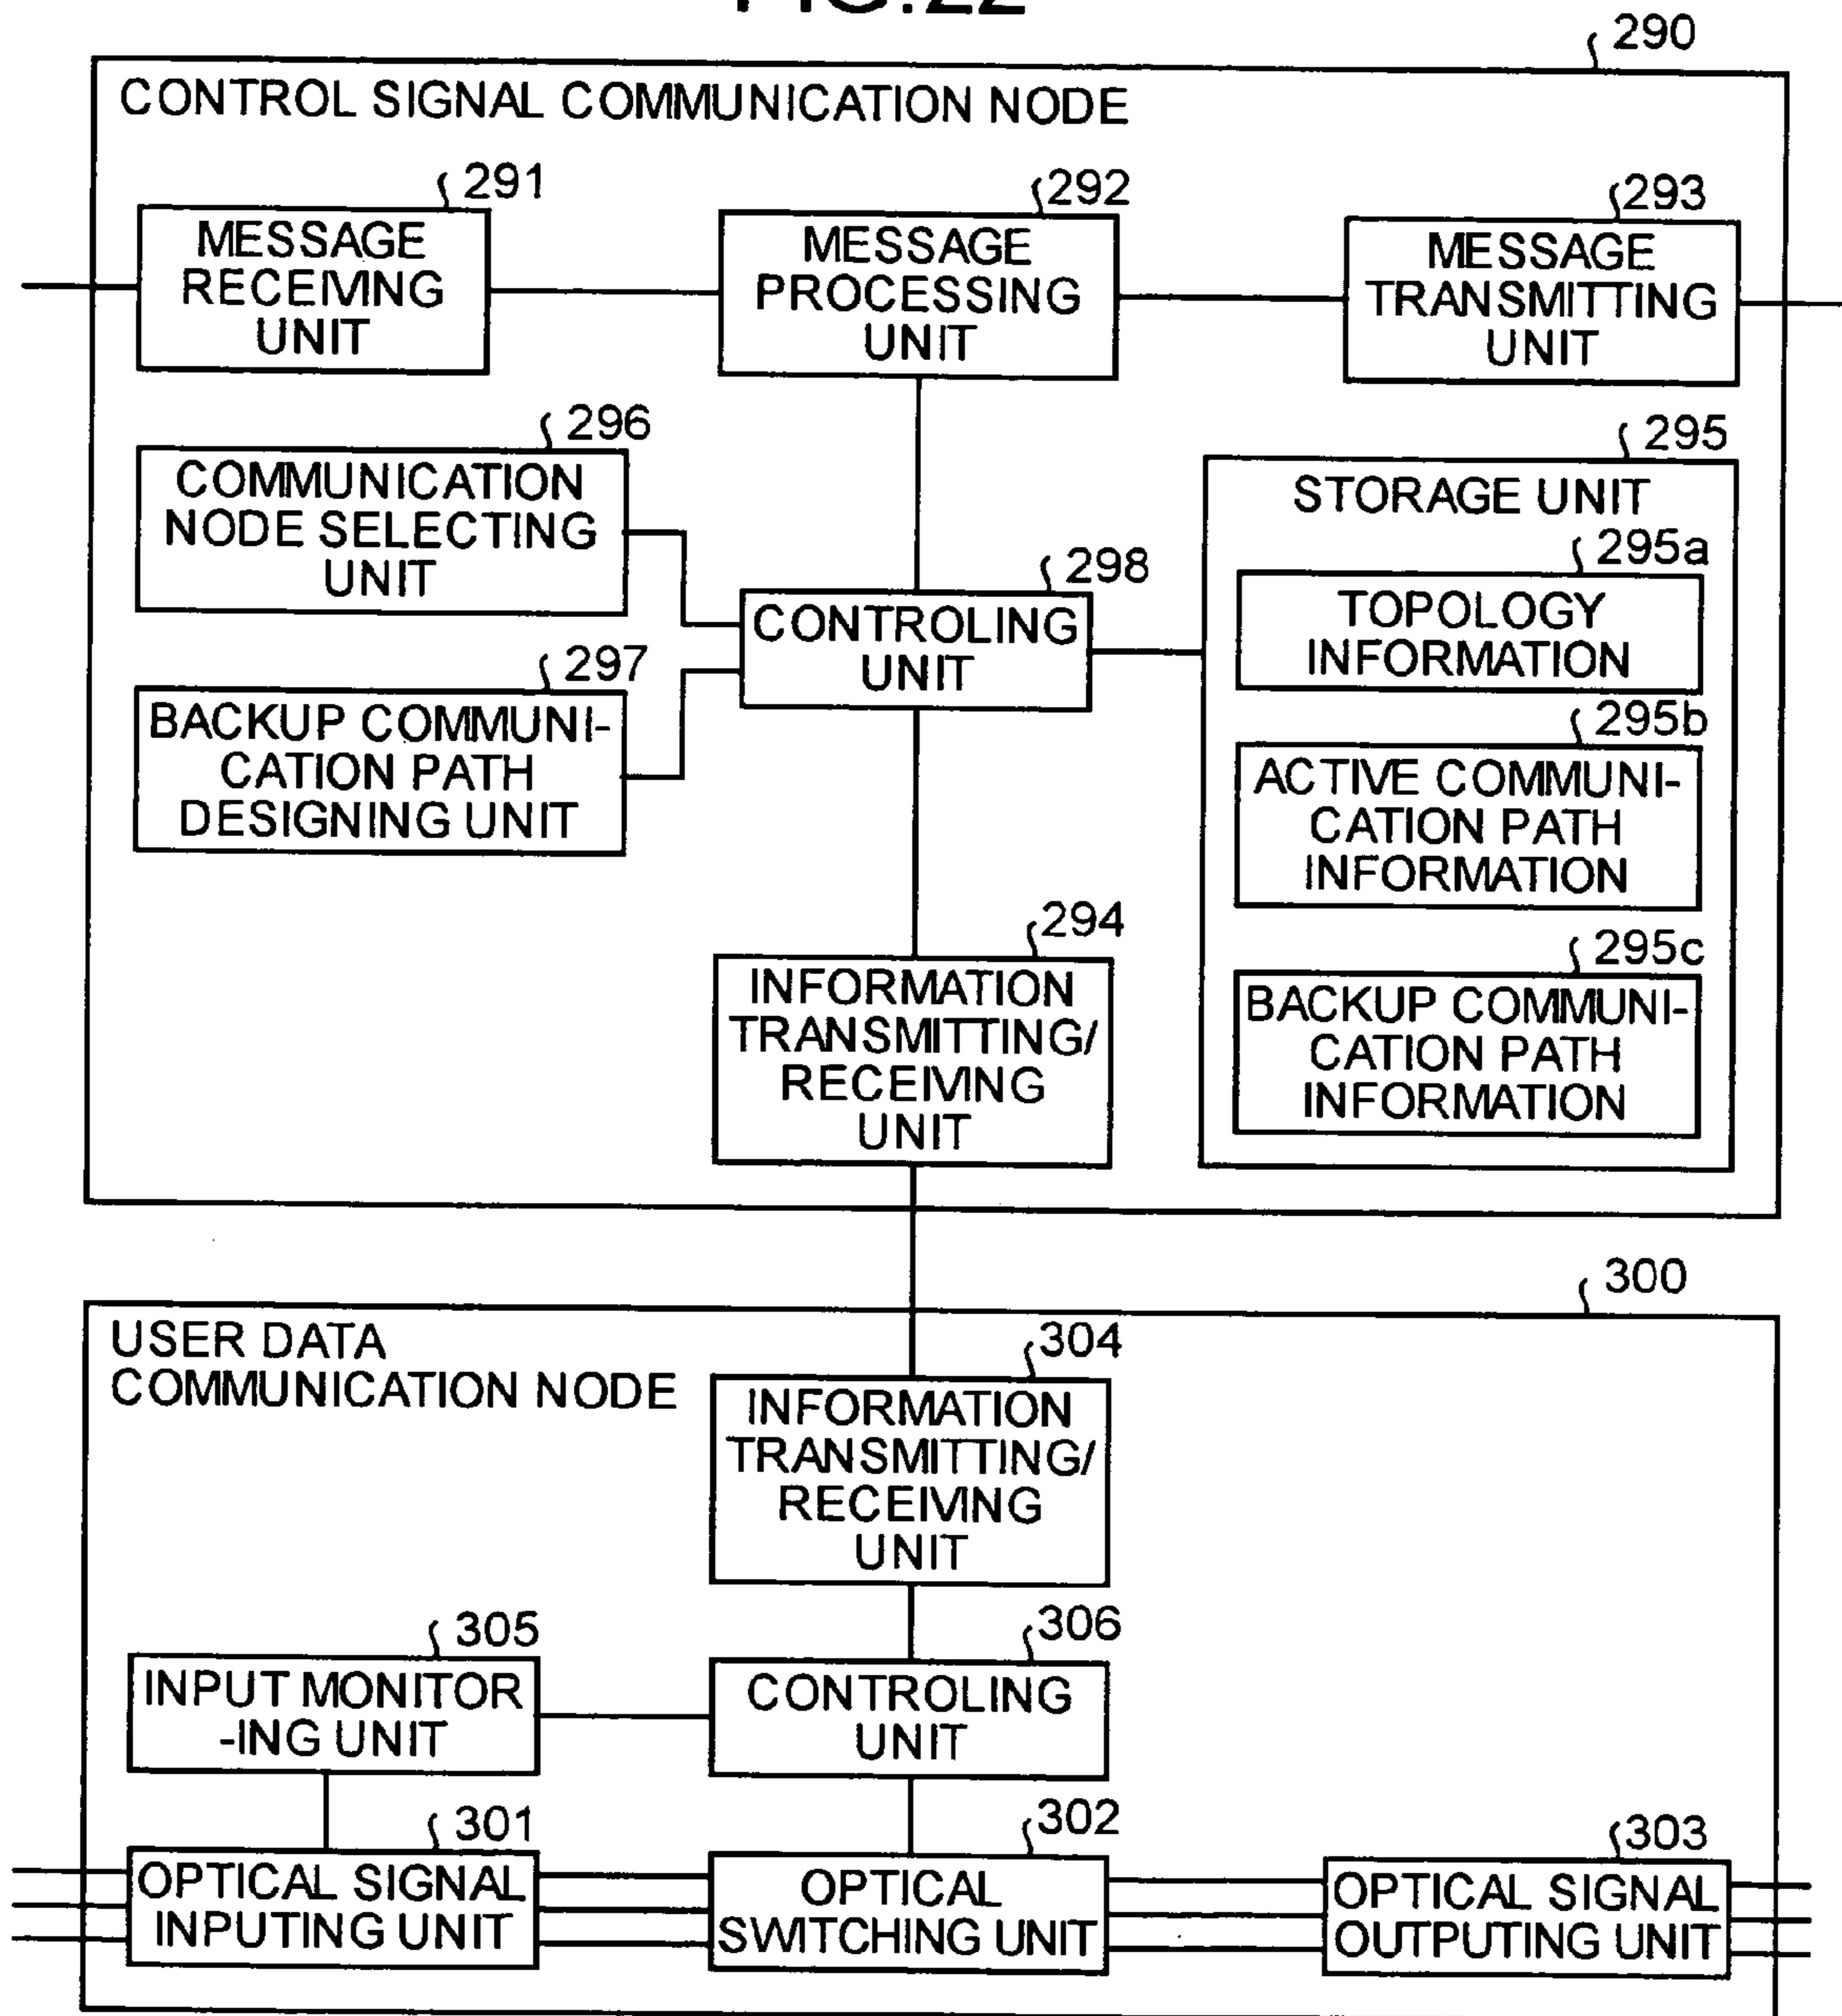 FIG.22
290
CONTROL SIGNAL COMMUNICATION NODE
291
MESSAGE
RECEIVING
UNIT
292
MESSAGE
PROCESSING
UNIT
293
MESSAGE
TRANSMITTING
UNIT
296
COMMUNICATION
NODE SELECTING
UNIT
297
BACKUP COMMUNI-
CATION PATH
DESIGNING UNIT
298
CONTROLING
UNIT
295
STORAGE UNIT
295a
TOPOLOGY
INFORMATION
295b
ACTIVE COMMUNI-
CATION PATH
INFORMATION
295c
BACKUP COMMUNI-
CATION PATH
INFORMATION
294
INFORMATION
TRANSMITTING/
RECEIVING
UNIT
300
USER DATA
COMMUNICATION NODE
304
INFORMATION
TRANSMITTING/
RECEIVING
UNIT
305
INPUT MONITOR
-ING UNIT
306
CONTROLING
UNIT
301
OPTICAL SIGNAL
INPUTING UNIT
302
OPTICAL
SWITCHING UNIT
303
OPTICAL SIGNAL
OUTPUTING UNIT